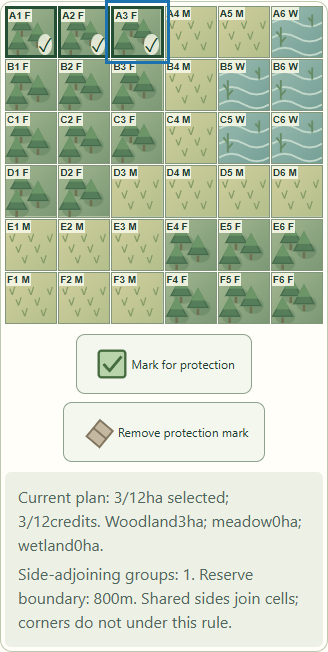 A1 F A2 F A3 F A4 M A5 M A6 W
B1 F B2 F B3 F B4 M B5 W B6 W
C1 F C2 F C3 F C4 M C5 W C6 W
D1 F D2 F D3 M D4 M D5 M D6 M
E1 M E2 M E3 M E4 F E5 F E6 F
F1 M F2 M F3 M F4 F F5 F F6 F
Mark for protection
Remove protection mark
Current plan: 3/12ha selected;
3/12credits. Woodland3ha; meadow0ha;
wetland0ha.
Side-adjoining groups: 1. Reserve
boundary: 800m. Shared sides join cells;
corners do not under this rule.